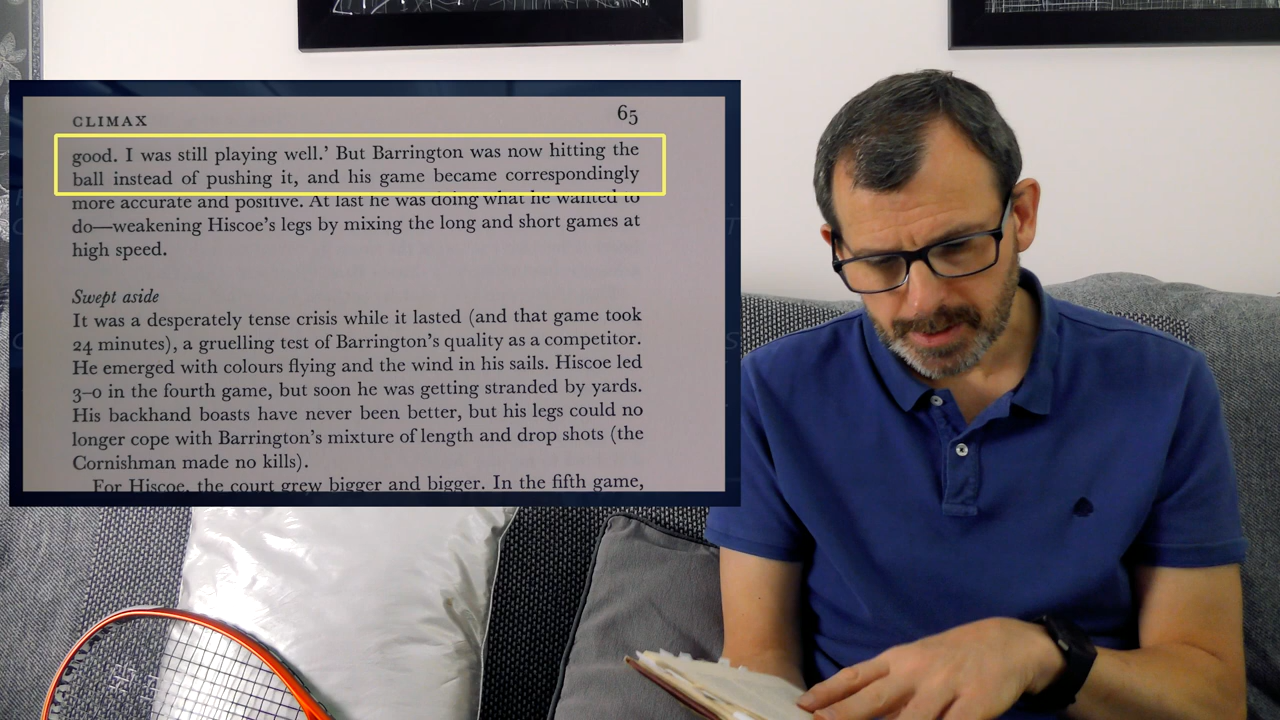 CLIMAX 65
good. I was still playing well.’ But Barrington was now hitting the
ball instead of pushing it, and his game became correspondingly
more accurate and positive. At last he was doing what he wanted to
do—weakening Hiscoe’s legs by mixing the long and short games at
high speed.
Swept aside
It was a desperately tense crisis while it lasted (and that game took
24 minutes), a gruelling test of Barrington’s quality as a competitor.
He emerged with colours flying and the wind in his sails. Hiscoe led
3–0 in the fourth game, but soon he was getting stranded by yards.
His backhand boasts have never been better, but his legs could no
longer cope with Barrington’s mixture of length and drop shots (the
Cornishman made no kills).
For Hiscoe, the court grew bigger and bigger. In the fifth game,